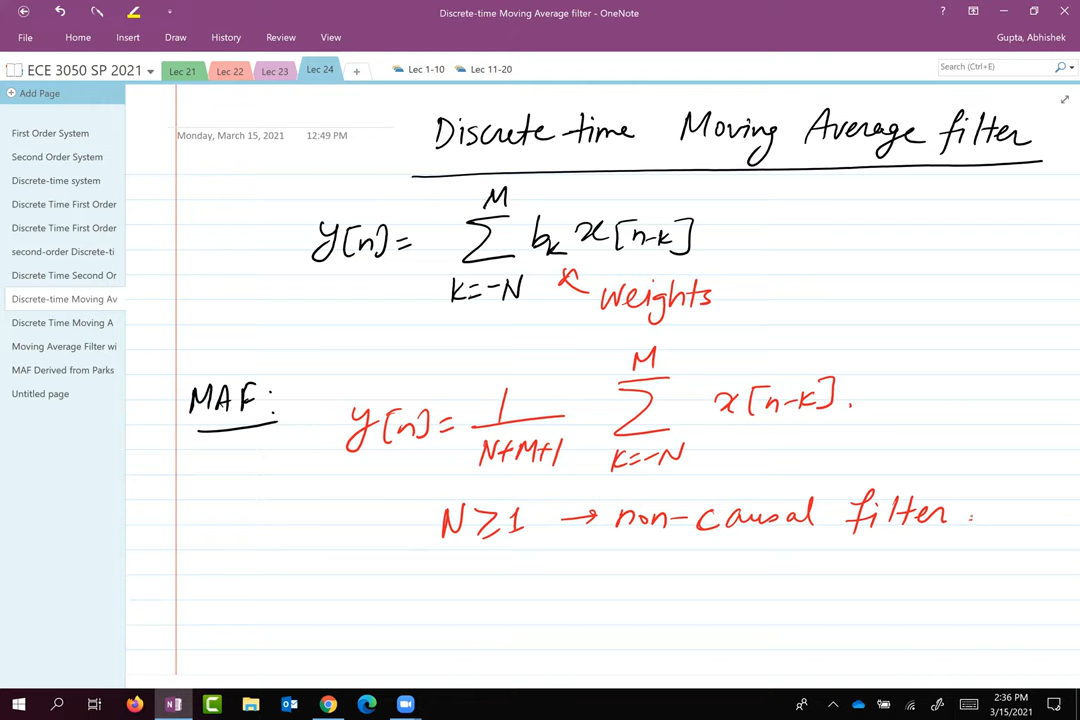 Discrete-time Moving Average filter - OneNote
File Home Insert Draw History Review View
Gupta, Abhishek
ECE 3050 SP 2021
Lec 21 Lec 22 Lec 23 Lec 24 Lec 1-10 Lec 11-20
Search (Ctrl+E)
Add Page
First Order System
Second Order System
Discrete-time system
Discrete Time First Order
Discrete Time First Order
second-order Discrete-ti
Discrete Time Second Or
Discrete-time Moving Av
Discrete Time Moving A
Moving Average Filter wi
MAF Derived from Parks
Untitled page
Monday, March 15, 2021 12:49 PM
Discrete-time Moving Average filter
y[n] = ∑_{k=-N}^{M} b_k x[n-k]
weights
MAF:
y[n] = 1/(N+M+1) ∑_{k=-N}^{M} x[n-k].
N ≥ 1 → non-causal filter
2:36 PM
3/15/2021